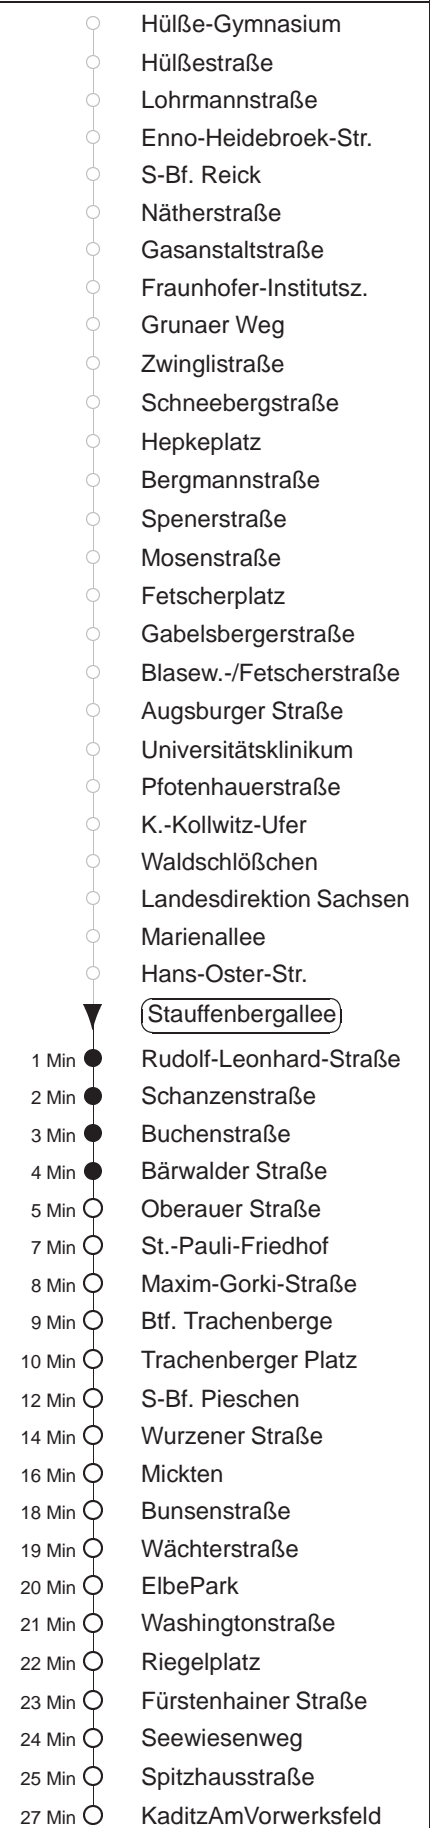 Hülße-Gymnasium
Hülßestraße
Lohrmannstraße
Enno-Heidebroek-Str.
S-Bf. Reick
Nätherstraße
Gasanstaltstraße
Fraunhofer-Institutsz.
Grunaer Weg
Zwinglistraße
Schneebergstraße
Hepkeplatz
Bergmannstraße
Spenerstraße
Mosenstraße
Fetscherplatz
Gabelsbergerstraße
Blasew.-/Fetscherstraße
Augsburger Straße
Universitätsklinikum
Pfotenhauerstraße
K.-Kollwitz-Ufer
Waldschlößchen
Landesdirektion Sachsen
Marienallee
Hans-Oster-Str.
Stauffenbergallee
1 Min Rudolf-Leonhard-Straße
2 Min Schanzenstraße
3 Min Buchenstraße
4 Min Bärwalder Straße
5 Min Oberauer Straße
7 Min St.-Pauli-Friedhof
8 Min Maxim-Gorki-Straße
9 Min Btf. Trachenberge
10 Min Trachenberger Platz
12 Min S-Bf. Pieschen
14 Min Wurzener Straße
16 Min Mickten
18 Min Bunsenstraße
19 Min Wächterstraße
20 Min ElbePark
21 Min Washingtonstraße
22 Min Riegelplatz
23 Min Fürstenhainer Straße
24 Min Seewiesenweg
25 Min Spitzhausstraße
27 Min KaditzAmVorwerksfeld